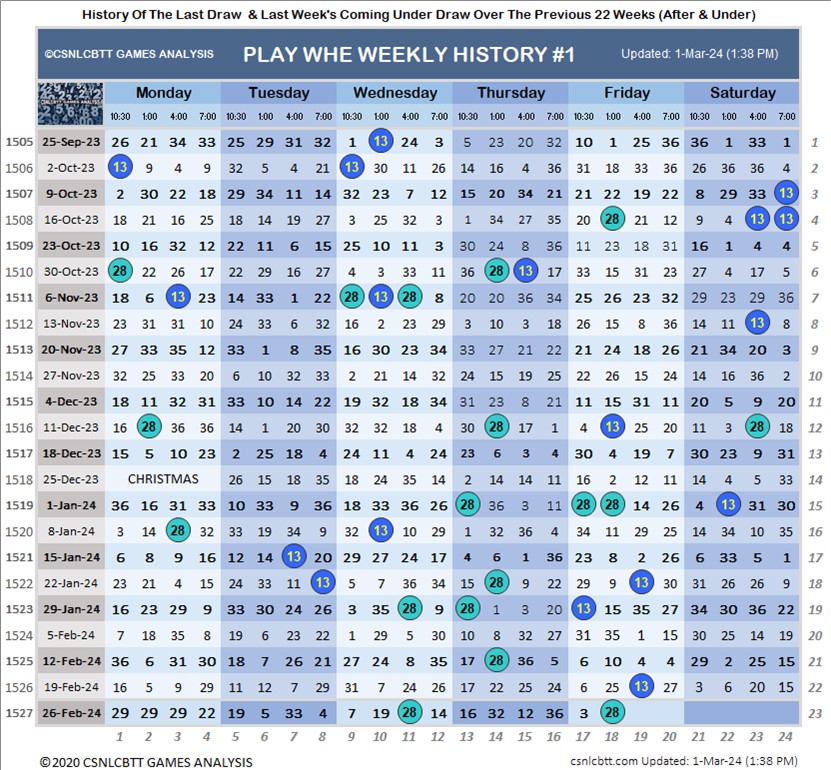 History Of The Last Draw & Last Week's Coming Under Draw Over The Previous 22 Weeks (After & Under)
©CSNLCBTT GAMES ANALYSIS PLAY WHE WEEKLY HISTORY #1 Updated: 1-Mar-24 (1:38 PM)
CSNLCBTT GAMES ANALYSIS Monday Tuesday Wednesday Thursday Friday Saturday
10:30 1:00 4:00 7:00 10:30 1:00 4:00 7:00 10:30 1:00 4:00 7:00 10:30 1:00 4:00 7:00 10:30 1:00 4:00 7:00 10:30 1:00 4:00 7:00
1505 25-Sep-23 26 21 34 33 25 29 31 32 1 13 24 3 5 23 20 32 10 1 25 36 36 1 33 1 1
1506 2-Oct-23 13 9 4 9 32 5 4 21 13 30 11 26 14 16 4 36 31 18 33 36 26 36 36 4 2
1507 9-Oct-23 2 30 22 18 29 34 11 14 32 23 7 12 15 20 34 21 21 22 19 22 8 29 33 13 3
1508 16-Oct-23 18 21 16 25 18 14 19 27 3 25 32 3 1 34 27 35 20 28 21 12 9 4 13 13 4
1509 23-Oct-23 10 16 32 12 22 11 6 15 25 10 11 3 30 24 8 36 11 23 18 31 16 1 4 4 5
1510 30-Oct-23 28 22 26 17 22 29 16 27 4 3 33 11 36 28 13 17 33 15 31 23 27 4 17 5 6
1511 6-Nov-23 18 6 13 23 14 33 1 22 28 13 28 8 20 20 36 34 25 26 23 32 29 23 29 36 7
1512 13-Nov-23 23 31 31 10 24 33 6 32 16 2 23 29 3 10 3 18 26 15 8 36 14 11 13 8 8
1513 20-Nov-23 27 33 35 12 33 1 8 35 16 30 23 34 33 27 21 22 21 24 18 26 21 34 20 3 9
1514 27-Nov-23 32 25 33 20 6 10 32 33 2 21 14 32 24 15 19 25 22 26 15 24 14 16 36 2 10
1515 4-Dec-23 18 11 32 31 33 10 14 22 19 32 18 34 31 23 8 21 11 15 31 11 20 5 9 20 11
1516 11-Dec-23 16 28 36 36 14 1 20 30 32 32 18 4 30 28 17 1 4 13 25 20 11 3 28 18 12
1517 18-Dec-23 15 5 10 23 2 25 18 4 24 11 4 24 23 6 3 4 30 4 19 7 30 23 9 31 13
1518 25-Dec-23 CHRISTMAS 26 15 18 35 18 24 35 14 2 14 14 11 16 2 12 11 14 4 5 33 14
1519 1-Jan-24 36 16 31 33 10 33 7 36 18 33 36 26 28 36 3 11 28 28 14 26 4 13 31 30 15
1520 8-Jan-24 3 14 28 32 33 19 2 9 32 13 10 29 1 32 36 4 34 11 29 25 14 34 10 35 16
1521 15-Jan-24 6 8 9 16 12 14 13 20 29 27 24 17 4 6 1 36 23 8 2 26 6 33 5 1 17
1522 22-Jan-24 23 21 4 15 24 33 11 13 5 7 36 34 15 28 9 22 29 9 13 30 31 26 26 9 18
1523 29-Jan-24 16 23 29 9 33 30 24 26 3 35 28 9 28 1 3 20 13 15 35 27 34 30 36 22 19
1524 5-Feb-24 7 18 35 8 19 6 23 22 1 29 5 30 10 8 32 27 31 35 1 15 30 25 14 19 20
1525 12-Feb-24 36 6 31 30 18 7 26 21 27 24 8 35 17 28 36 5 6 10 4 4 29 2 25 15 21
1526 19-Feb-24 16 5 9 29 11 12 7 29 31 7 24 26 17 22 25 24 6 25 13 27 3 6 20 15 22
1527 26-Feb-24 29 29 29 22 19 5 33 4 7 19 28 14 16 32 12 36 3 28 23
1 2 3 4 5 6 7 8 9 10 11 12 13 14 15 16 17 18 19 20 21 22 23 24
©2020 CSNLCBTT GAMES ANALYSIS csnlcbtt.com Updated: 1-Mar-24 (1:38 PM)